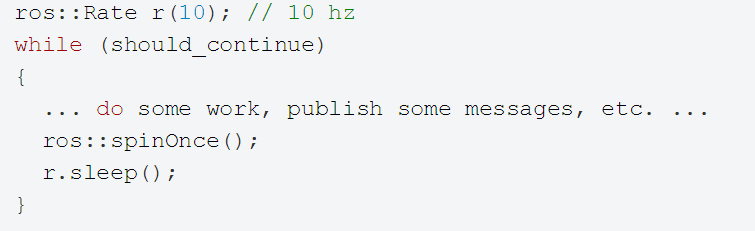 ros::Rate r(10); // 10 hz
while (should_continue)
{
... do some work, publish some messages, etc. ...
ros::spinOnce();
r.sleep();
}